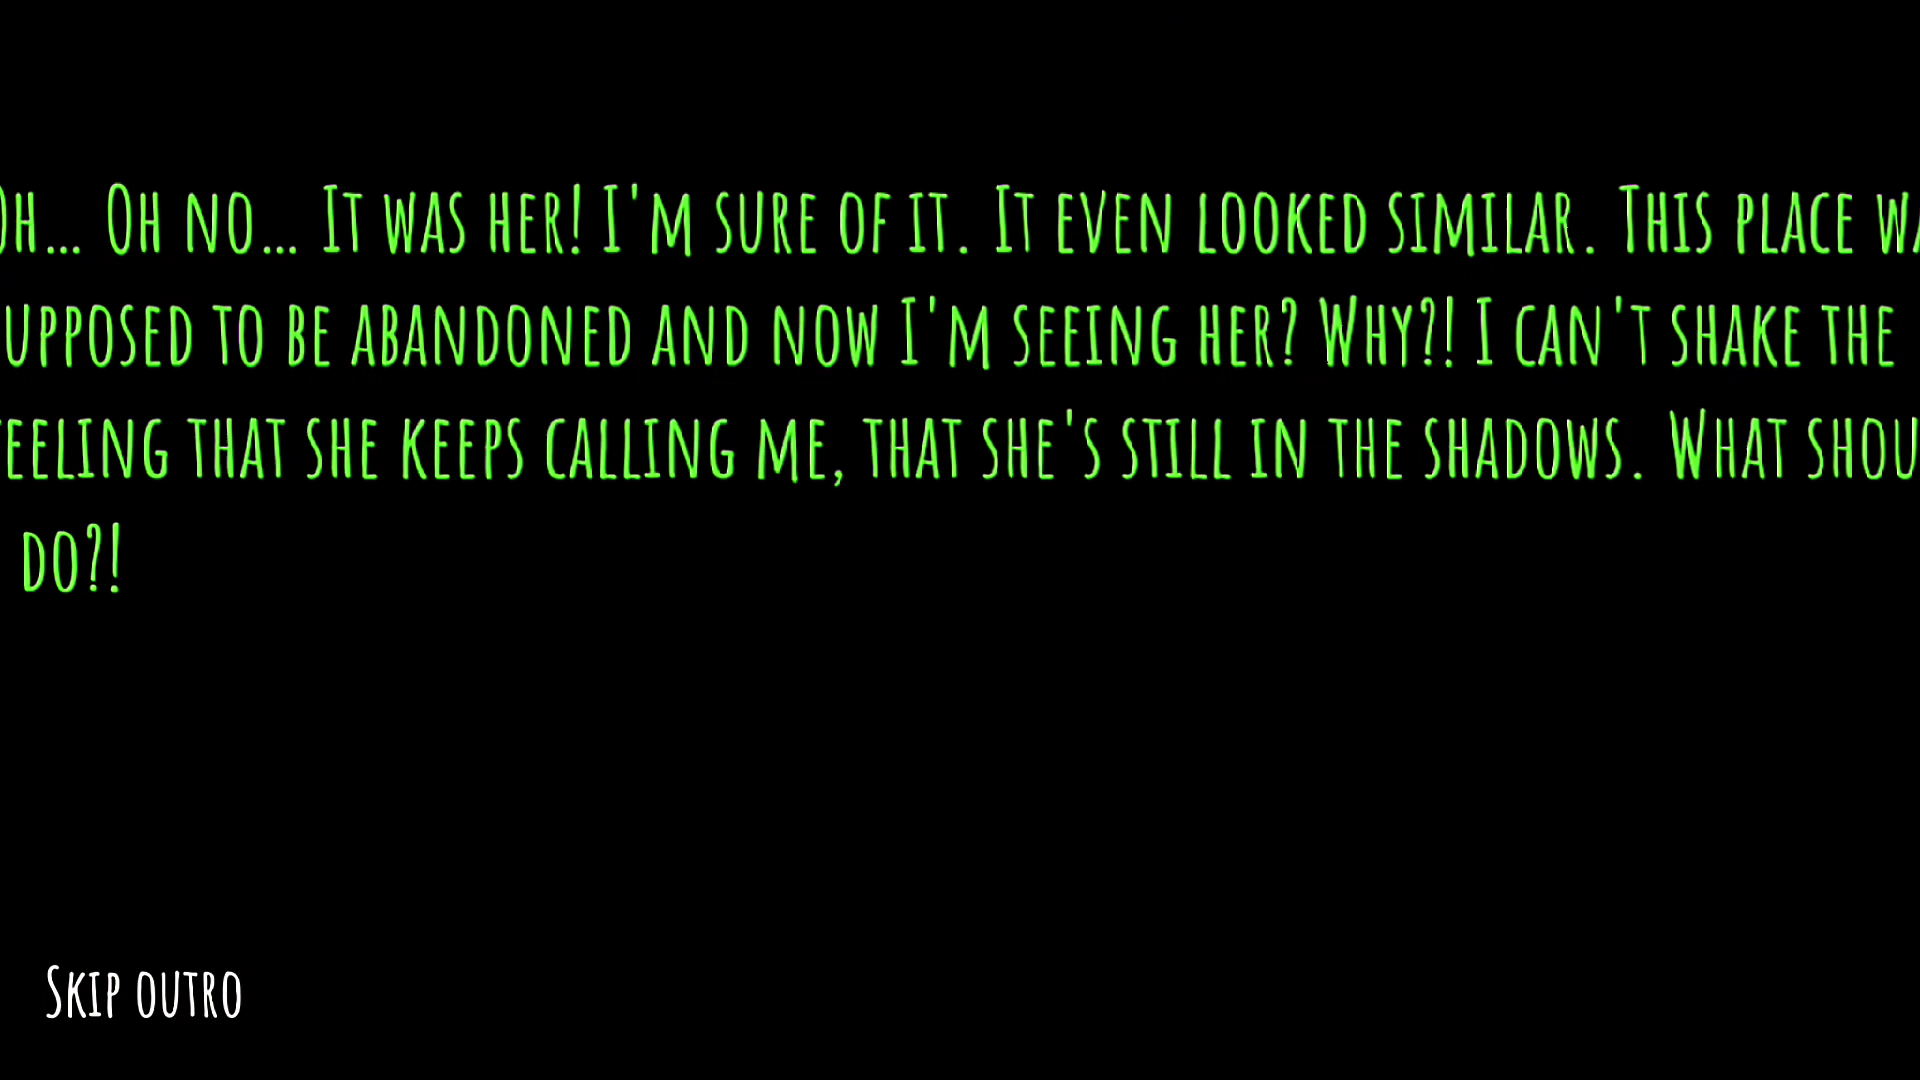 Oh... Oh no... It was her! I'm sure of it. It even looked similar. This place
upposed to be abandoned and now I'm seeing her? Why?! I can't shake the
eeling that she keeps calling me, that she's still in the shadows. What shou
do?!
Skip outro